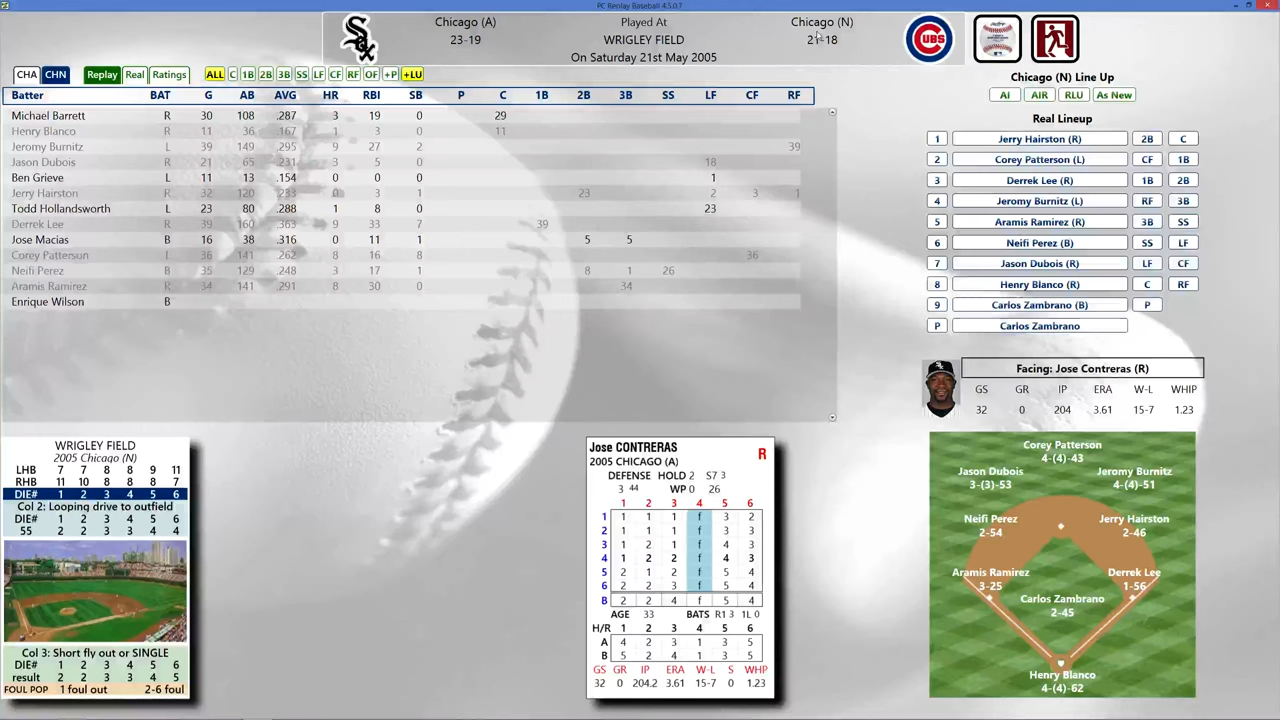 PC Replay Baseball 4.5.0.7
Chicago (A) Played At Chicago (N)
23-19 WRIGLEY FIELD 21-18
On Saturday 21st May 2005
CUBS
CHA CHN Replay Real Ratings ALL C 1B 2B 3B SS LF CF RF OF +P +LU
Batter BAT G AB AVG HR RBI SB P C 1B 2B 3B SS LF CF RF
Michael Barrett R 30 108 .287 3 19 0 29
Henry Blanco R 11 36 .167 1 3 0 11
Jeromy Burnitz L 39 149 .295 9 27 2 39
Jason Dubois R 21 65 .231 3 5 0 18
Ben Grieve L 11 13 .154 0 0 0 1
Jerry Hairston R 32 120 .233 0 3 1 23 2 3 1
Todd Hollandsworth L 23 80 .288 1 8 0 23
Derrek Lee R 39 160 .365 9 33 7 39
Jose Macias B 16 38 .316 0 11 1 5 5
Corey Patterson L 36 141 .262 4 16 8 36
Neifi Perez B 35 129 .248 1 17 1 8 1 26
Aramis Ramirez R 34 141 .291 8 30 0 34
Enrique Wilson B
Chicago (N) Line Up
AI AIR RLU As New
Real Lineup
1 Jerry Hairston (R) 2B C
2 Corey Patterson (L) CF 1B
3 Derrek Lee (R) 1B 2B
4 Jeromy Burnitz (L) RF 3B
5 Aramis Ramirez (R) 3B SS
6 Neifi Perez (B) SS LF
7 Jason Dubois (R) LF CF
8 Henry Blanco (R) C RF
9 Carlos Zambrano (B) P
P Carlos Zambrano
Facing: Jose Contreras (R)
GS GR IP ERA W-L WHIP
32 0 204 3.61 15-7 1.23
Corey Patterson
4-(4)-43
Jason Dubois Jeromy Burnitz
3-(3)-53 4-(4)-51
Neifi Perez Jerry Hairston
2-54 2-46
Aramis Ramirez Derrek Lee
3-25 1-56
Carlos Zambrano
2-45
Henry Blanco
4-(4)-62
WRIGLEY FIELD
2005 Chicago (N)
LHB 7 7 8 8 9 11
RHB 11 10 8 8 8 7
DIE# 1 2 3 4 5 6
Col 2: Looping drive to outfield
DIE# 1 2 3 4 5 6
55 2 2 3 3 4 4
Col 3: Short fly out or SINGLE
DIE# 1 2 3 4 5 6
result 1 2 3 4 5 6
FOUL POP 1 foul out 2-6 foul
Jose CONTRERAS
2005 CHICAGO (A) R
DEFENSE HOLD 2 S7 3
3 44 WP 0 26
1 2 3 4 5 6
1 1 1 1 f 3 2
2 1 1 2 f 3 3
3 1 2 1 f 4 3
4 1 2 2 f 4 3
5 2 1 2 f 5 4
6 2 2 3 f 5 4
B 2 2 4 f 5 4
AGE 33 BATS R1 3 1L 0
H/R 1 2 3 4 5 6
A 4 2 3 1 3 5
B 5 2 4 1 3 5
GS GR IP ERA W-L S WHIP
32 0 204.2 3.61 15-7 0 1.23